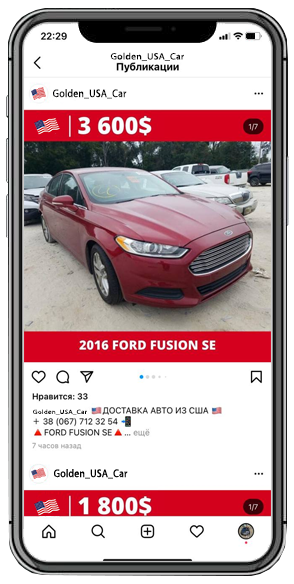 22:29
Golden_USA_Car
Публикации
Golden_USA_Car
3 600$
1/7
2016 FORD FUSION SE
Нравится: 33
Golden_USA_Car 🇺🇸ДОСТАВКА АВТО ИЗ США 🇺🇸
+ 38 (067) 712 32 54 📲
🔺FORD FUSION SE🔺... ещё
7 часов назад
Golden_USA_Car
1 800$
1/7